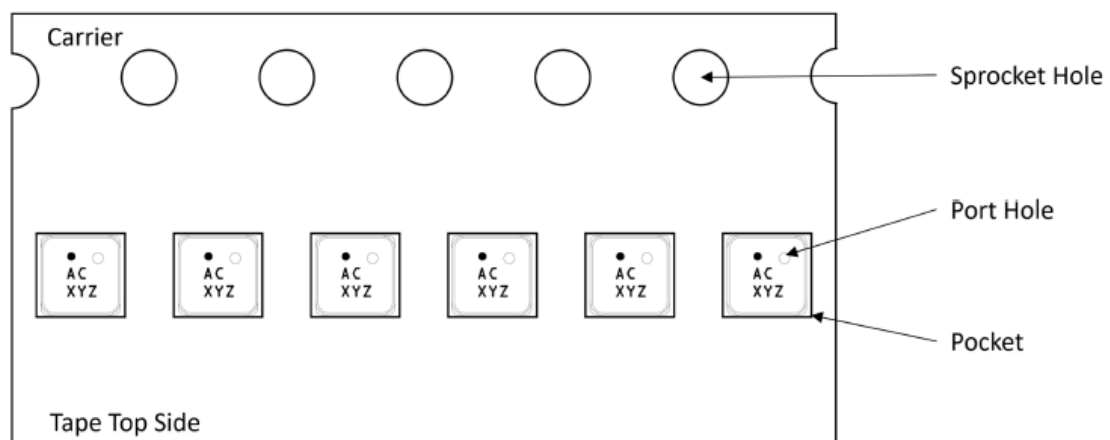 Carrier
Sprocket Hole
Port Hole
AC
XYZ
AC
XYZ
AC
XYZ
AC
XYZ
AC
XYZ
AC
XYZ
Pocket
Tape Top Side